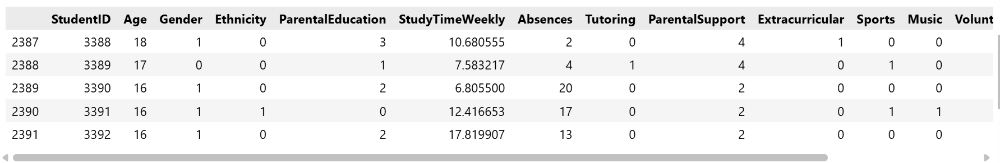 StudentID Age Gender Ethnicity ParentalEducation StudyTimeWeekly Absences Tutoring ParentalSupport Extracurricular Sports Music Volunt
2387 3388 18 1 0 3 10.680555 2 0 4 1 0 0
2388 3389 17 0 0 1 7.583217 4 1 4 0 1 0
2389 3390 16 1 0 2 6.805500 20 0 2 0 0 0
2390 3391 16 1 1 0 12.416653 17 0 2 0 1 1
2391 3392 16 1 0 2 17.819907 13 0 2 0 0 0